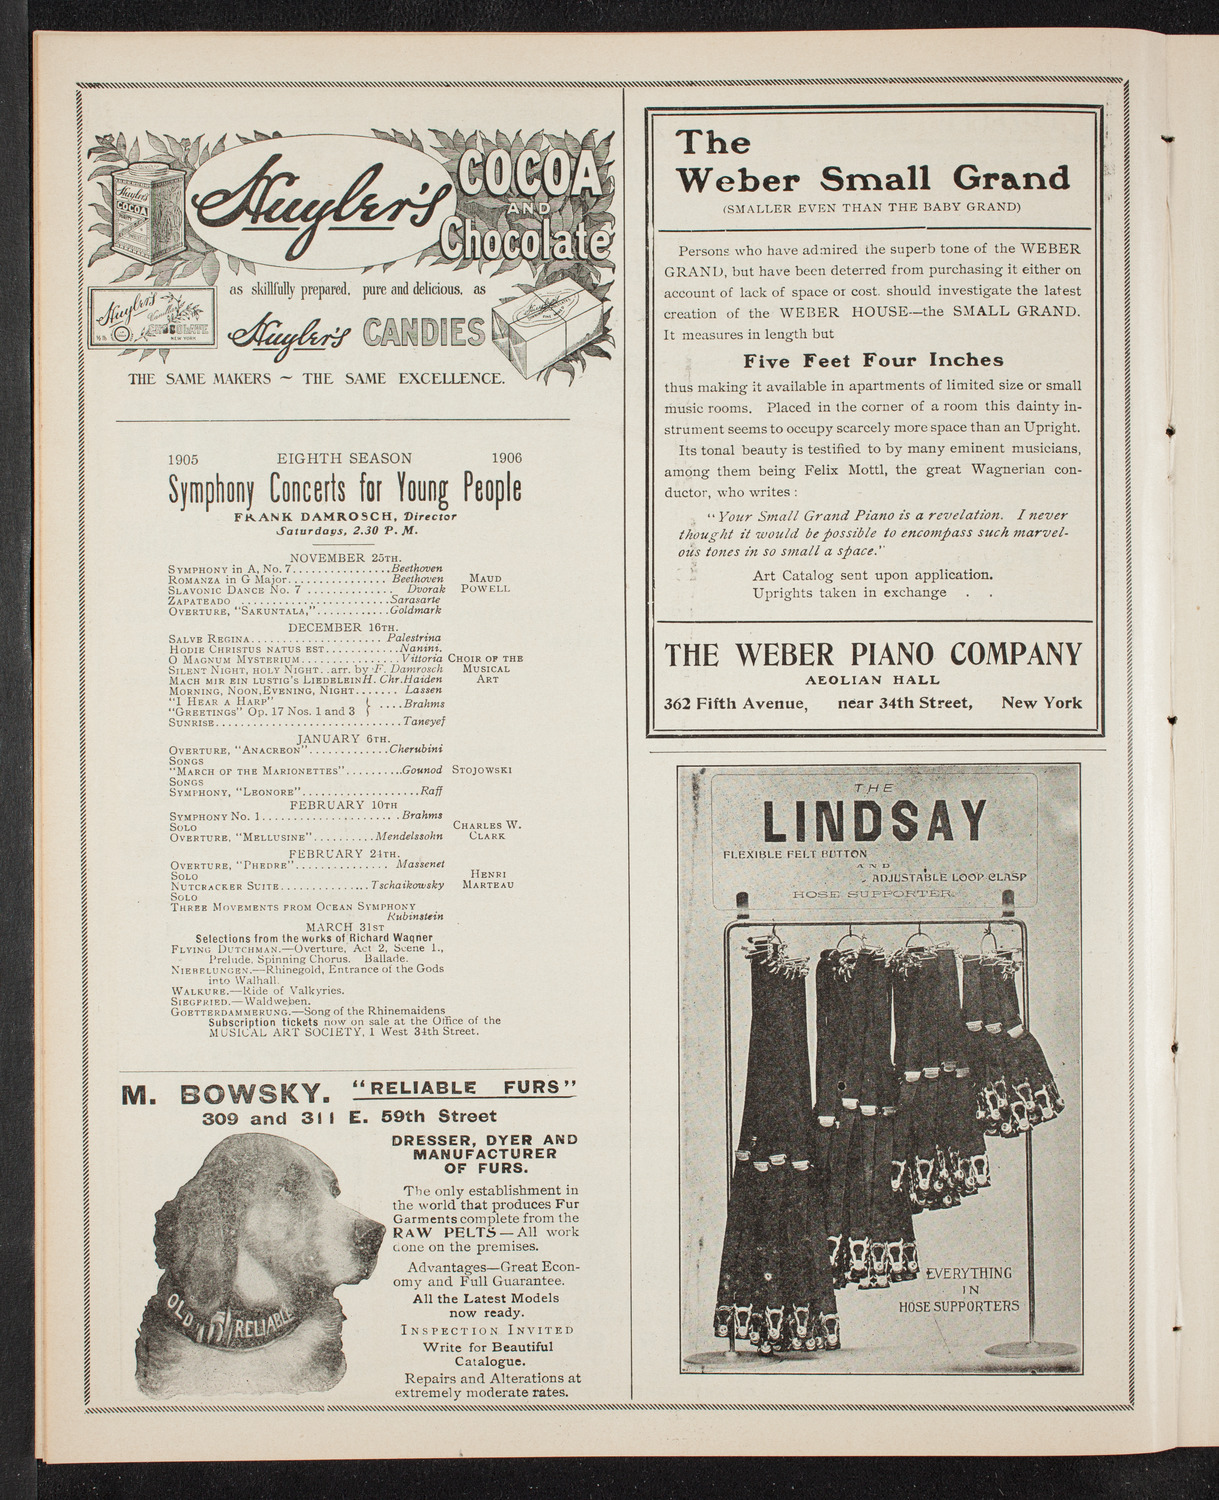 Huyler's
COCOA
AND
Chocolate
Huyler's
COCOA
as skillfully prepared, pure and delicious, as
Huyler's
CHOCOLATE
NEW YORK
Huyler's CANDIES
THE SAME MAKERS ~ THE SAME EXCELLENCE.
1905 EIGHTH SEASON 1906
Symphony Concerts for Young People
FRANK DAMROSCH, Director
Saturdays, 2.30 P. M.
NOVEMBER 25TH.
SYMPHONY in A, No. 7................Beethoven
ROMANZA in G Major................ Beethoven MAUD
SLAVONIC DANCE No. 7 .............. Dvorak POWELL
ZAPATEADO .........................Sarasarte
OVERTURE, "SAKUNTALA,"............Goldmark
DECEMBER 16TH.
SALVE REGINA...................... Palestrina
HODIE CHRISTUS NATUS EST............Nanini.
O MAGNUM MYSTERIUM................Vittoria CHOIR OF THE
SILENT NIGHT, HOLY NIGHT..arr. by F. Damrosch MUSICAL
MACH MIR EIN LUSTIG'S LIEDELEIN H. Chr.Haiden ART
MORNING, NOON, EVENING, NIGHT....... Lassen
"I HEAR A HARP"
"GREETINGS" Op. 17 Nos. 1 and 3 } ....Brahms
SUNRISE..............................Taneyef
JANUARY 6TH.
OVERTURE, "ANACREON".............Cherubini
SONGS
"MARCH OF THE MARIONETTES".........Gounod STOJOWSKI
SONGS
SYMPHONY, "LEONORE"..................Raff
FEBRUARY 10TH
SYMPHONY No. 1.......................Brahms
SOLO CHARLES W.
OVERTURE, "MELLUSINE"..........Mendelssohn CLARK
FEBRUARY 24TH.
OVERTURE, "PHEDRE"............... Massenet
SOLO HENRI
NUTCRACKER SUITE...............Tschaikowsky MARTEAU
SOLO
THREE MOVEMENTS FROM OCEAN SYMPHONY
Rubinstein
MARCH 31ST
Selections from the works of Richard Wagner
FLYING DUTCHMAN.—Overture, Act 2, Scene 1.,
Prelude, Spinning Chorus. Ballade.
NIEBELUNGEN.—Rhinegold, Entrance of the Gods
into Walhall.
WALKURE.—Ride of Valkyries.
SIEGFRIED.—Waldweben.
GOETTERDAMMERUNG.—Song of the Rhinemaidens
Subscription tickets now on sale at the Office of the
MUSICAL ART SOCIETY, 1 West 34th Street.
M. BOWSKY. "RELIABLE FURS"
309 and 311 E. 59th Street
DRESSER, DYER AND
MANUFACTURER
OF FURS.
The only establishment in
the world that produces Fur
Garments complete from the
RAW PELTS—All work
done on the premises.
Advantages—Great Econ-
omy and Full Guarantee.
All the Latest Models
now ready.
INSPECTION INVITED
Write for Beautiful
Catalogue.
Repairs and Alterations at
extremely moderate rates.
OLD RELIABLE
The
Weber Small Grand
(SMALLER EVEN THAN THE BABY GRAND)
Persons who have admired the superb tone of the WEBER
GRAND, but have been deterred from purchasing it either on
account of lack of space or cost, should investigate the latest
creation of the WEBER HOUSE—the SMALL GRAND.
It measures in length but
Five Feet Four Inches
thus making it available in apartments of limited size or small
music rooms. Placed in the corner of a room this dainty in-
strument seems to occupy scarcely more space than an Upright.
Its tonal beauty is testified to by many eminent musicians,
among them being Felix Mottl, the great Wagnerian con-
ductor, who writes :
"Your Small Grand Piano is a revelation. I never
thought it would be possible to encompass such marvel-
ous tones in so small a space."
Art Catalog sent upon application.
Uprights taken in exchange . .
THE WEBER PIANO COMPANY
AEOLIAN HALL
362 Fifth Avenue, near 34th Street, New York
THE
LINDSAY
FLEXIBLE FELT BUTTON
AND
ADJUSTABLE LOOP CLASP
HOSE SUPPORTER.
EVERYTHING
IN
HOSE SUPPORTERS